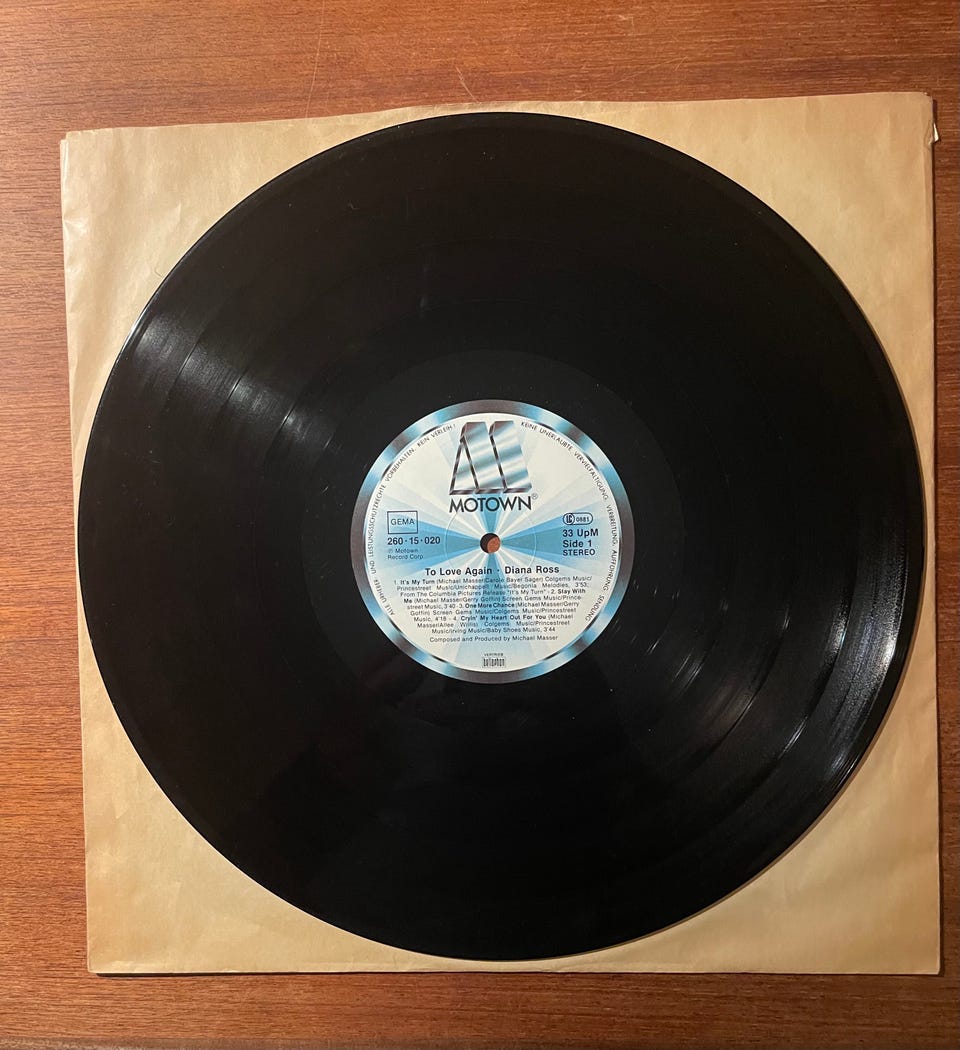 ALLE URHEBER- UND LEISTUNGSSCHUTZRECHTE VORBEHALTEN. KEIN VERLEIH! KEINE UNERLAUBTE VERVIELFÄLTIGUNG, VERBREITUNG, AUFFÜHRUNG, SENDUNG
MOTOWN®
GEMA
260·15·020
℗ Motown
Record Corp.
LC 0881
33 UpM
Side 1
STEREO
To Love Again · Diana Ross
1. It's My Turn (Michael Masser/Carole Bayer Sager) Colgems Music/
Princestreet Music/Unichappell Music/Begonia Melodies, 3'53,
From The Columbia Pictures Release "It's My Turn" - 2. Stay With
Me (Michael Masser/Gerry Goffin) Screen Gems Music/Prince-
street Music, 3'40 - 3. One More Chance (Michael Masser/Gerry
Goffin) Screen Gems Music/Colgems Music/Princestreet
Music, 4'18 - 4. Cryin' My Heart Out For You (Michael
Masser/Allee Willis) Colgems Music/Princestreet
Music/Irving Music/Baby Shoes Music, 3'44
Composed and Produced by Michael Masser
VERTRIEB
bellaphon